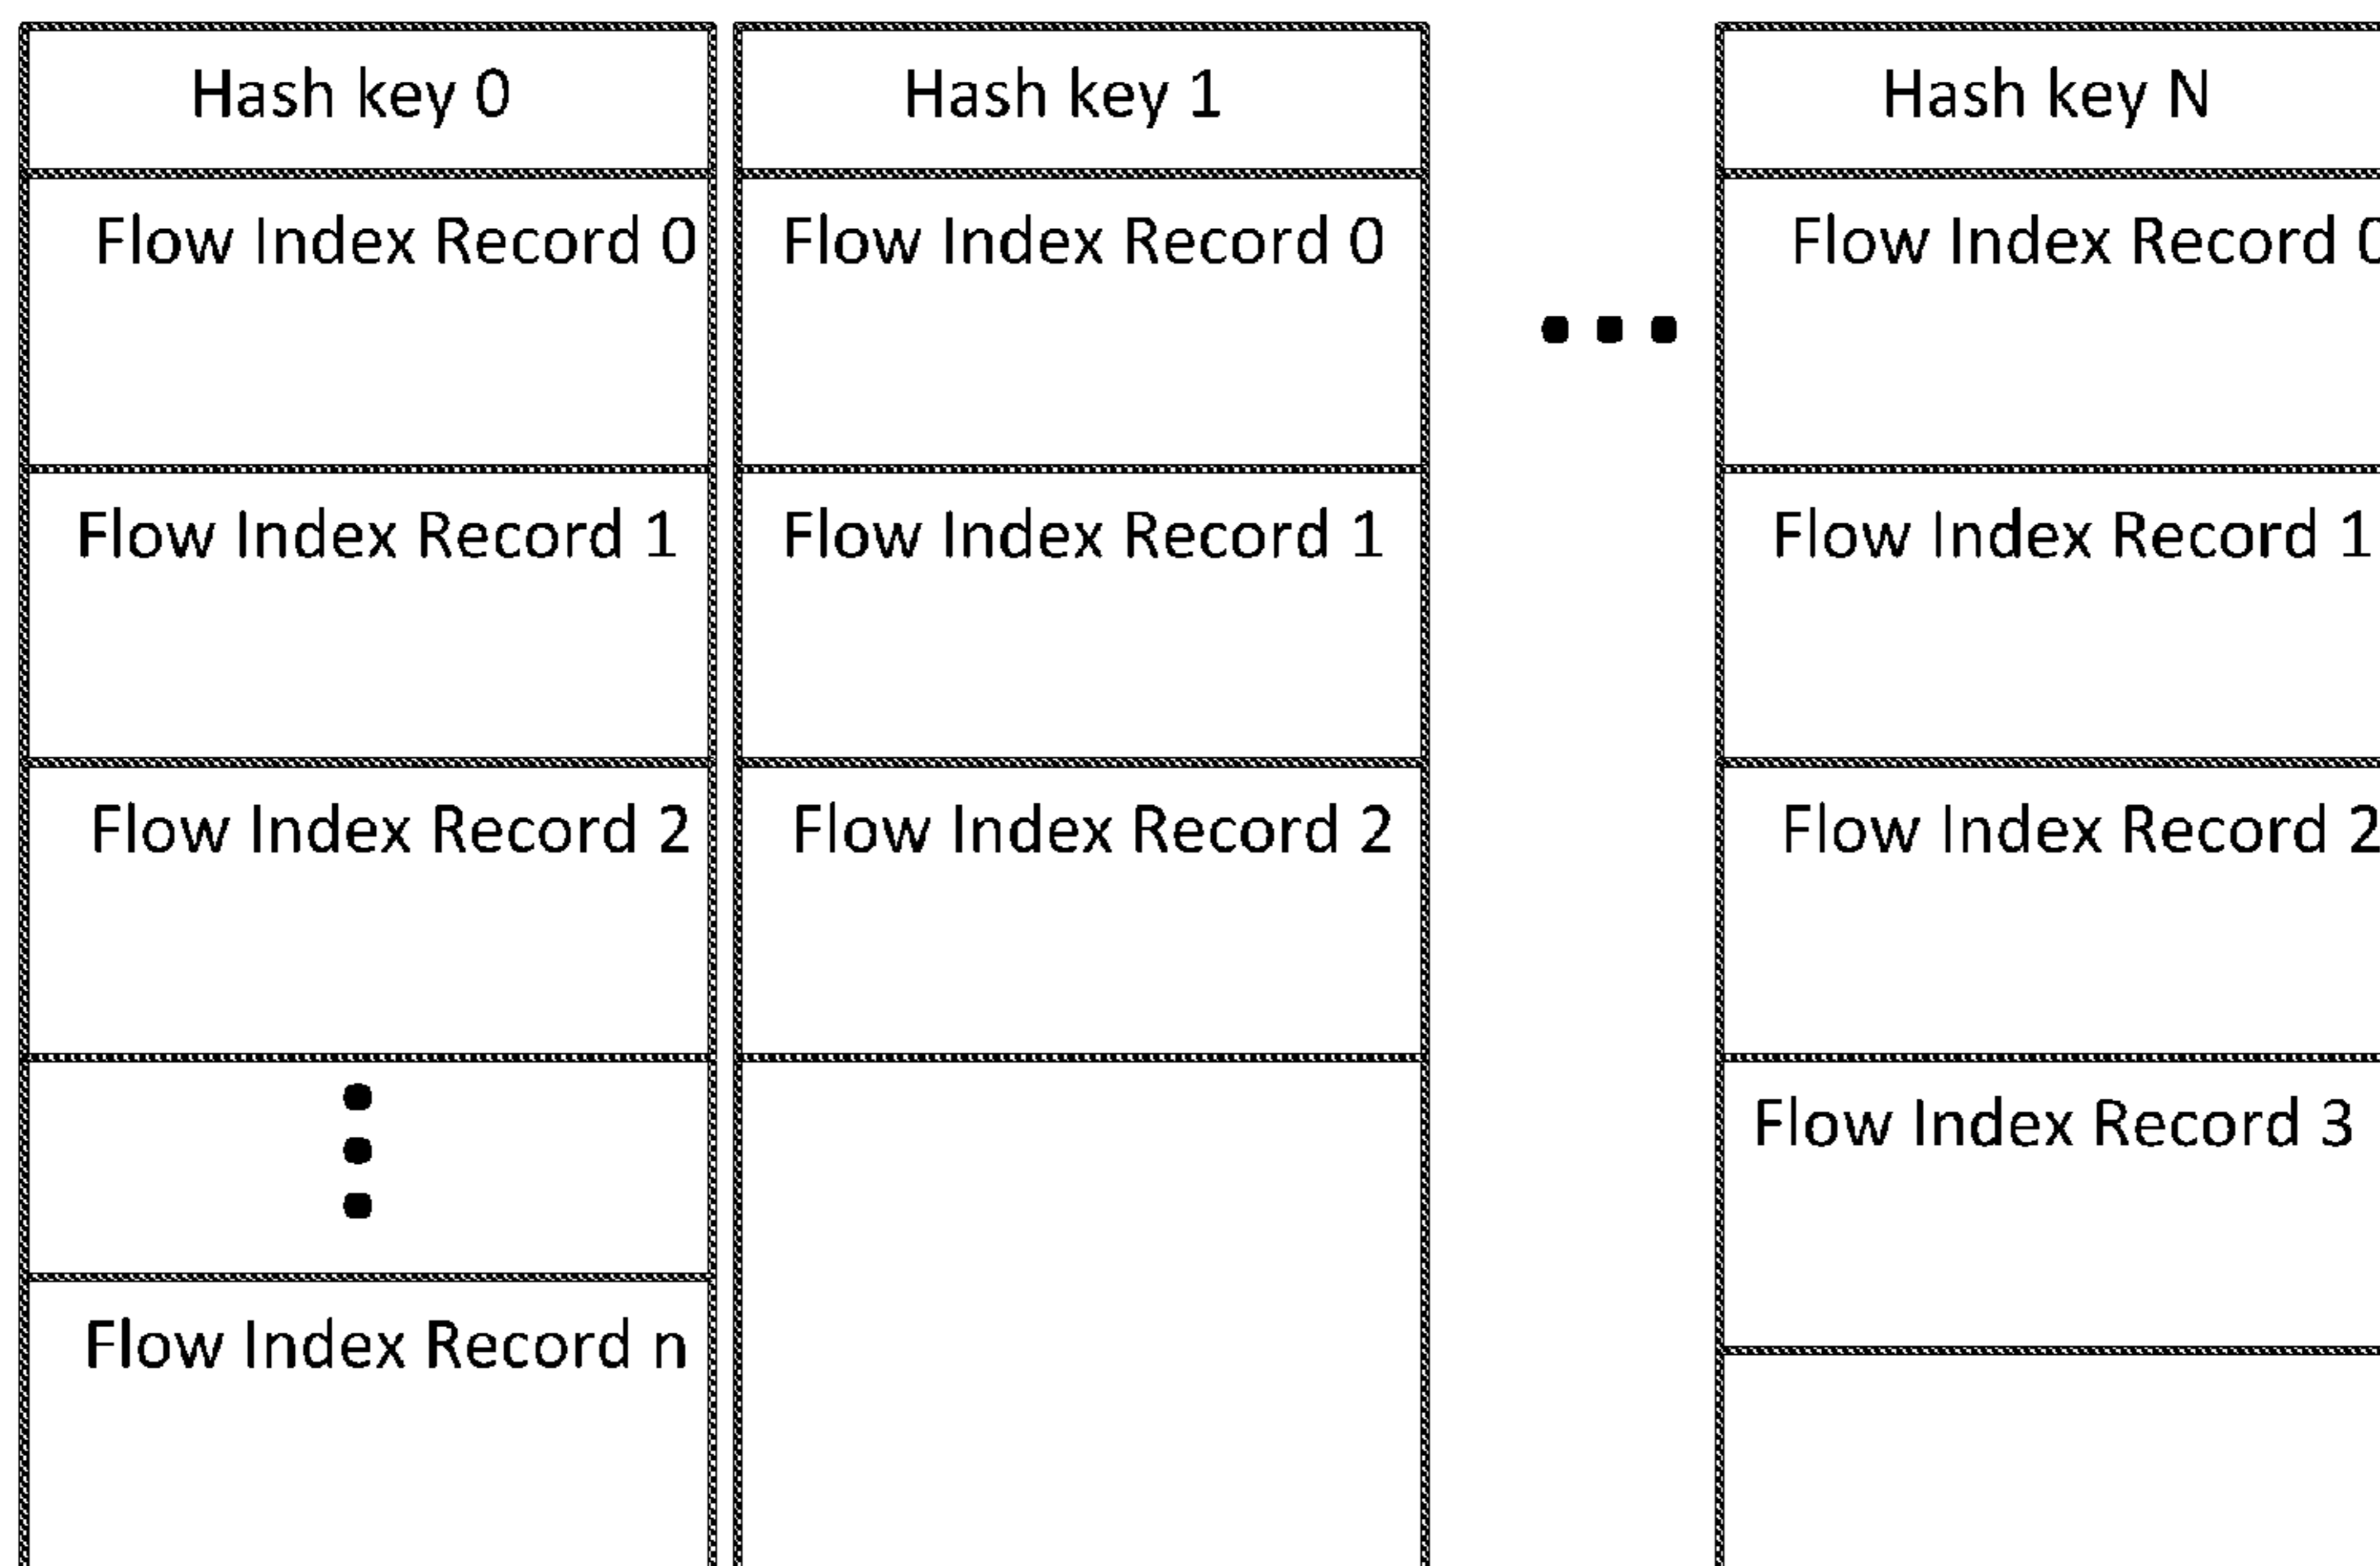 Hash key 0
Flow Index Record 0
Flow Index Record 1
Flow Index Record 2
Flow Index Record n
Hash key 1
Flow Index Record 0
Flow Index Record 1
Flow Index Record 2
Hash key N
Flow Index Record 0
Flow Index Record 1
Flow Index Record 2
Flow Index Record 3